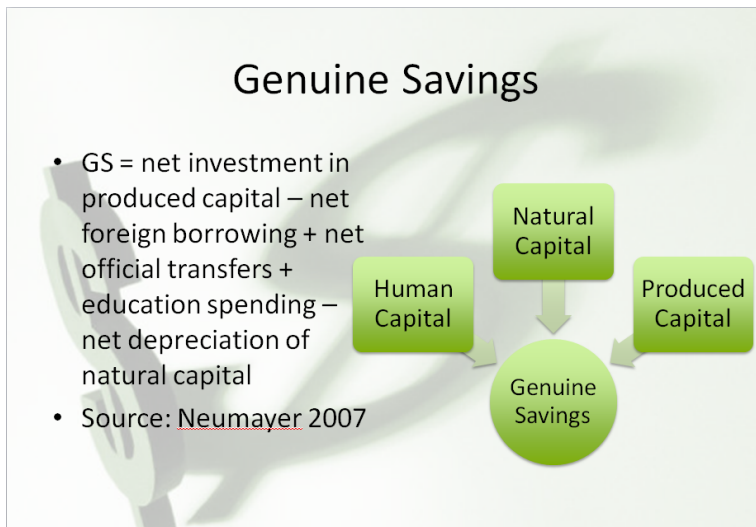 Genuine Savings
• GS = net investment in
produced capital – net
foreign borrowing + net
official transfers +
education spending –
net depreciation of
natural capital
• Source: Neumayer 2007
Natural
Capital
Human
Capital
Produced
Capital
Genuine
Savings